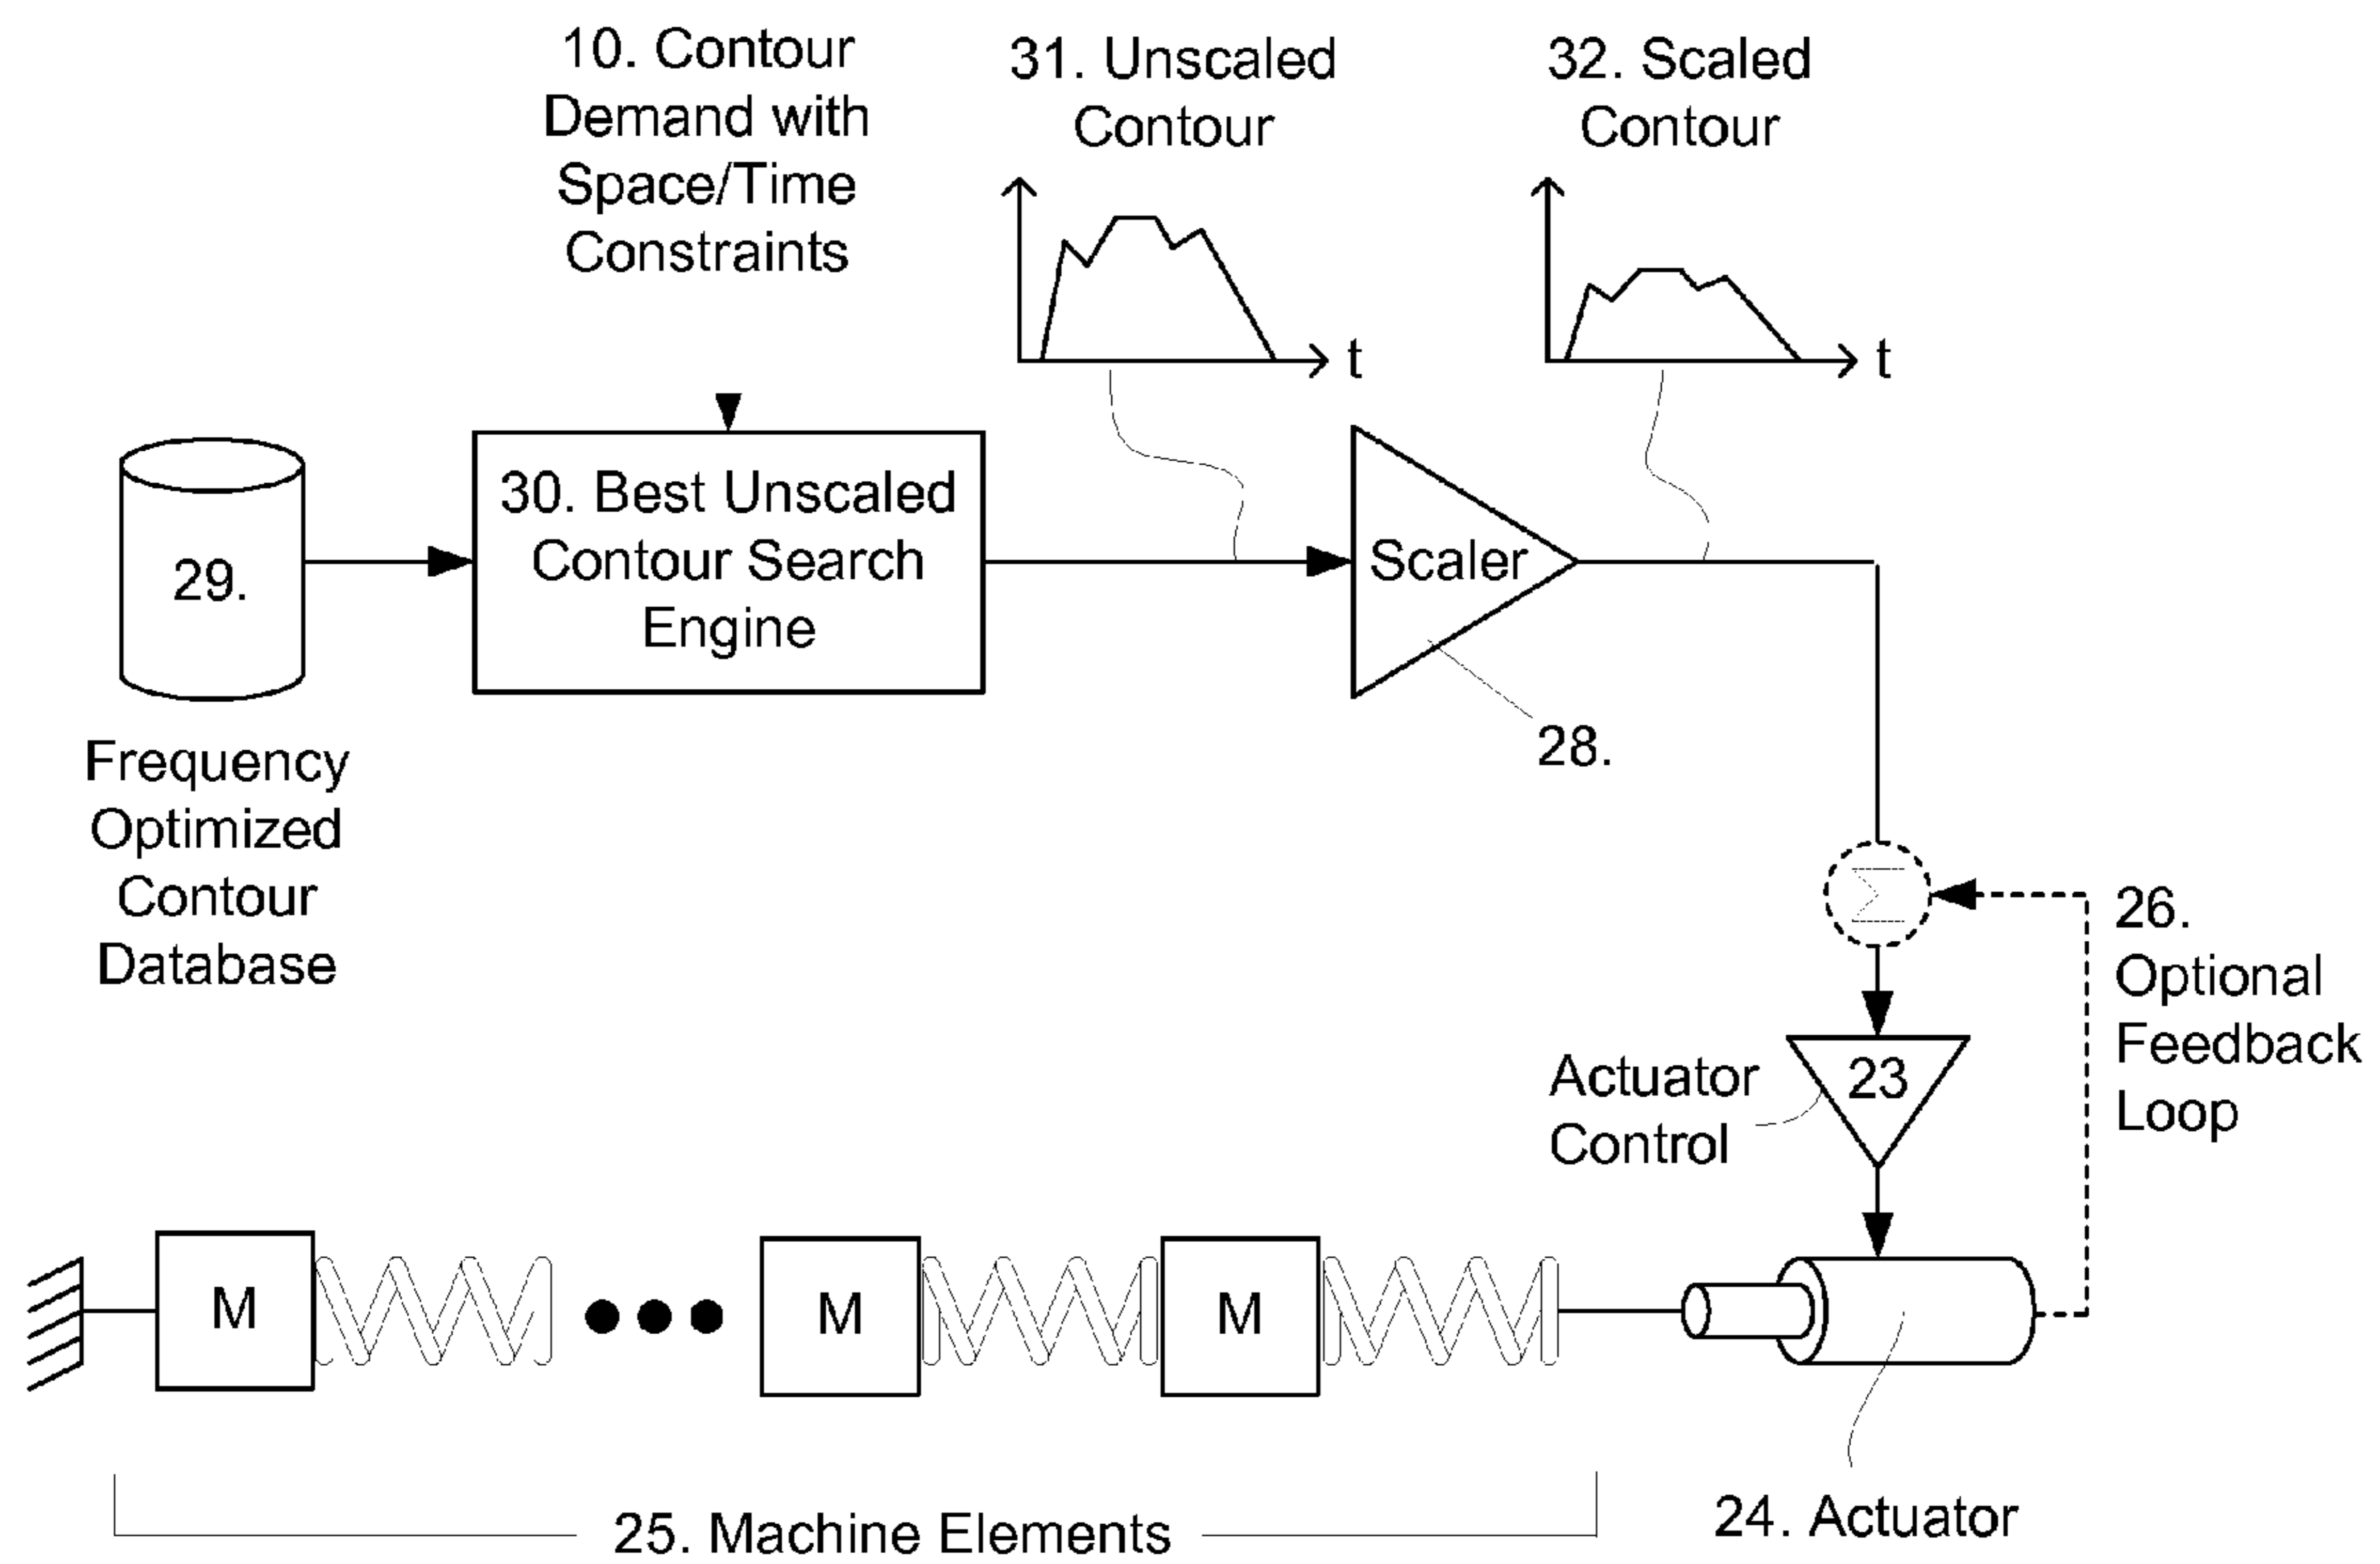 10. Contour
Demand with
Space/Time
Constraints
31. Unscaled
Contour
32. Scaled
Contour
t
t
29.
30. Best Unscaled
Contour Search
Engine
Scaler
28.
Frequency
Optimized
Contour
Database
Σ
26.
Optional
Feedback
Loop
Actuator
Control
23
M
M
M
25. Machine Elements
24. Actuator